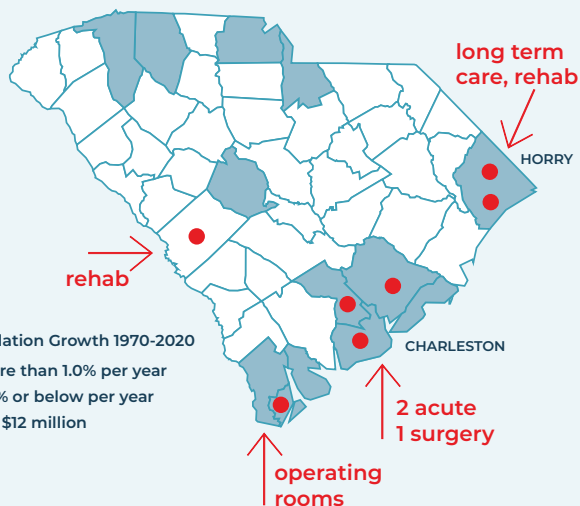 long term
care, rehab
HORRY
rehab
lation Growth 1970-2020
re than 1.0% per year
% or below per year
$12 million
CHARLESTON
2 acute
1 surgery
operating
rooms